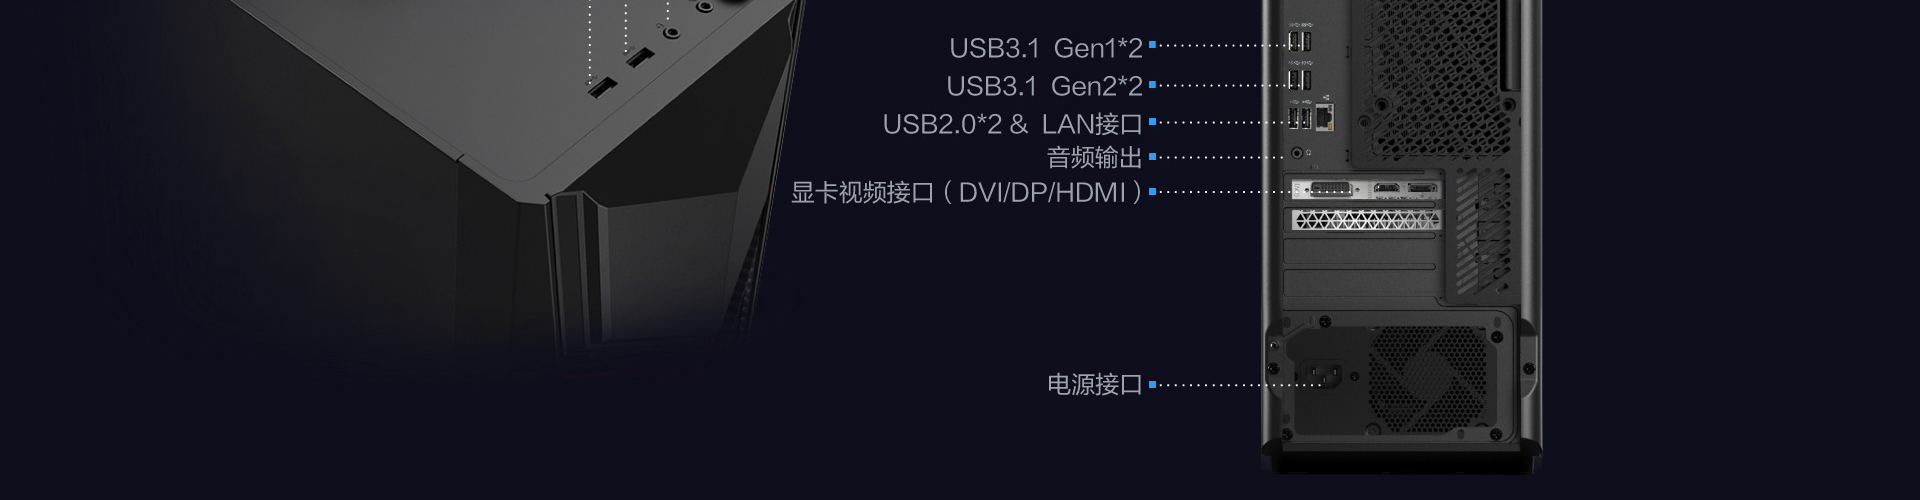 USB3.1 Gen1*2
USB3.1 Gen2*2
USB2.0*2 & LAN接口
音频输出
显卡视频接口（DVI/DP/HDMI）
电源接口